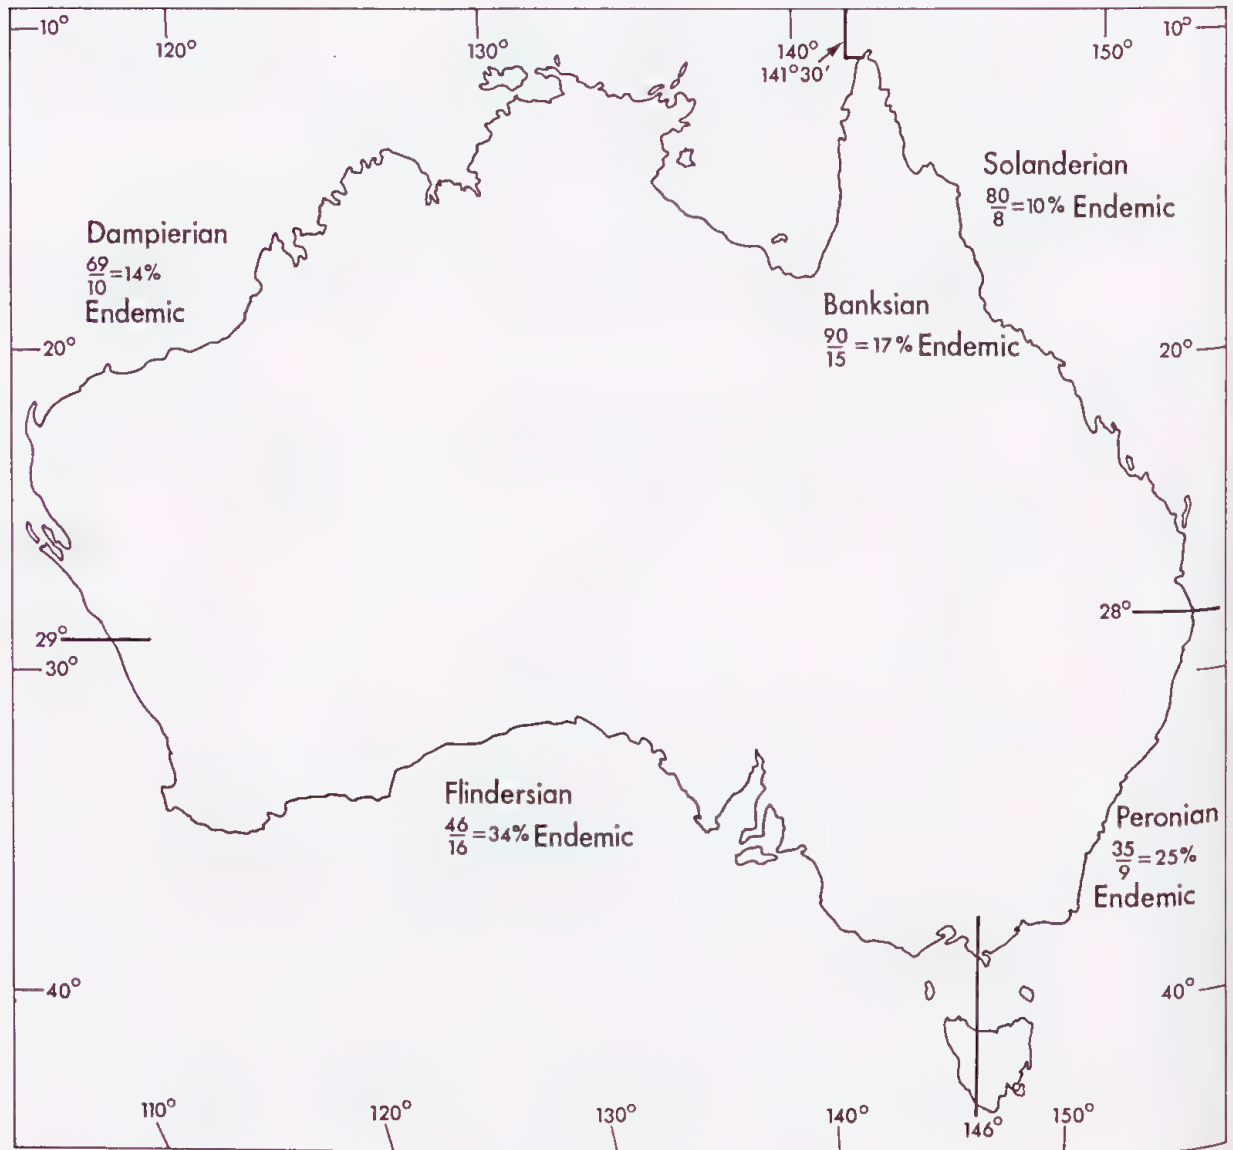 10°
120°
130°
140°
150°
10°
141°30′
Solanderian
80/8=10% Endemic
Dampierian
69/10=14%
Endemic
Banksian
90/15=17% Endemic
20°
20°
28°
29°
30°
Flindersian
46/16=34% Endemic
Peronian
35/9=25%
Endemic
40°
40°
110°
120°
130°
140°
146°
150°